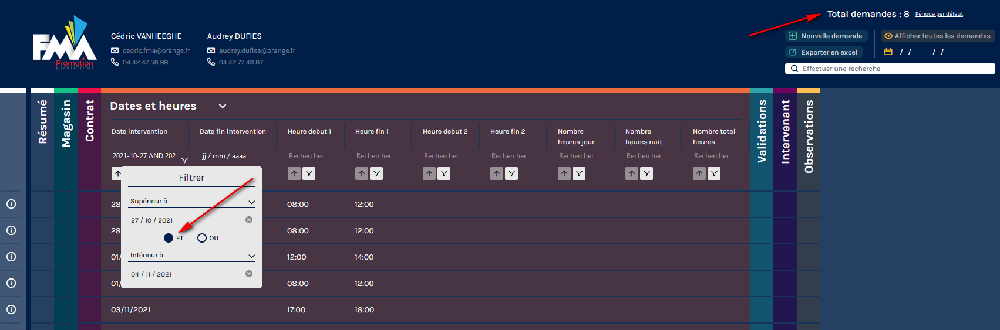 FMA
Promotion
Cédric VANHEEGHE
cedric.fma@orange.fr
04 42 47 58 98
Audrey DUFIES
audrey.dufies@orange.fr
04 42 77 48 87
Total demandes : 8 Période par défaut
Nouvelle demande
Afficher toutes les demandes
Exporter en excel
--/--/---- - --/--/----
Effectuer une recherche
Résumé
Magasin
Contrat
Dates et heures
Validations
Intervenant
Observations
Date intervention
Date fin intervention
Heure debut 1
Heure fin 1
Heure debut 2
Heure fin 2
Nombre
heures jour
Nombre
heures nuit
Nombre total
heures
2021-10-27 AND 202
jj / mm / aaaa
Rechercher
Rechercher
Rechercher
Rechercher
Rechercher
Rechercher
Rechercher
Filtrer
Supérieur à
27 / 10 / 2021
ET OU
Inférieur à
04 / 11 / 2021
28 08:00 12:00
28 08:00 12:00
01/ 12:00 14:00
01/ 08:00 12:00
03/11/2021 17:00 18:00